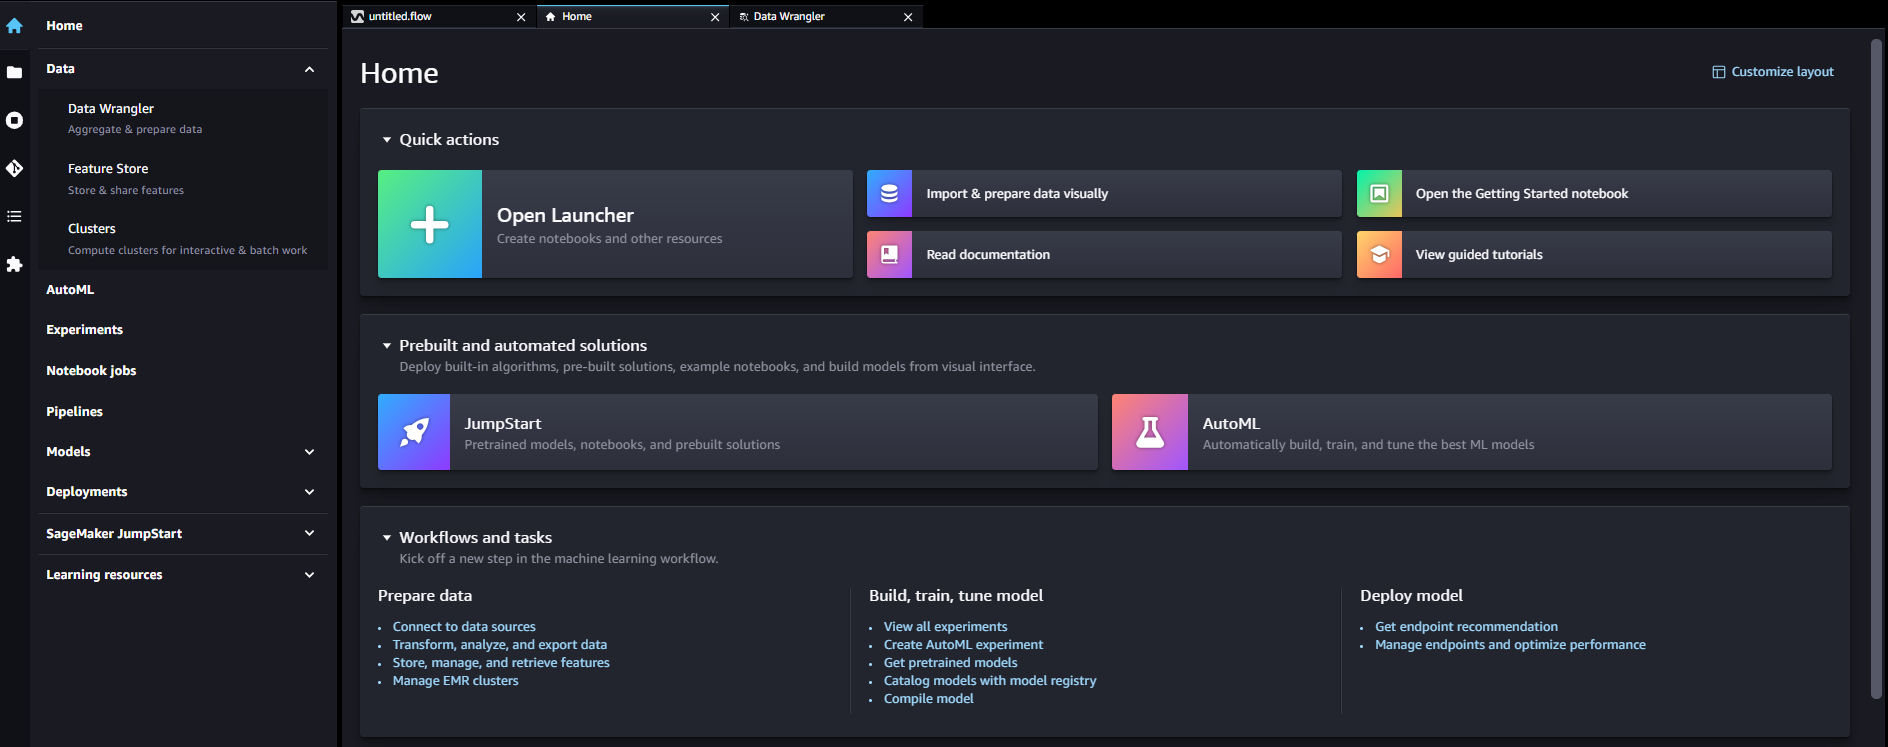 Home
Data
Data Wrangler
Aggregate & prepare data
Feature Store
Store & share features
Clusters
Compute clusters for interactive & batch work
AutoML
Experiments
Notebook jobs
Pipelines
Models
Deployments
SageMaker JumpStart
Learning resources
untitled.flow
Home
Data Wrangler
Home
Customize layout
Quick actions
Open Launcher
Create notebooks and other resources
Import & prepare data visually
Open the Getting Started notebook
Read documentation
View guided tutorials
Prebuilt and automated solutions
Deploy built-in algorithms, pre-built solutions, example notebooks, and build models from visual interface.
JumpStart
Pretrained models, notebooks, and prebuilt solutions
AutoML
Automatically build, train, and tune the best ML models
Workflows and tasks
Kick off a new step in the machine learning workflow.
Prepare data
• Connect to data sources
• Transform, analyze, and export data
• Store, manage, and retrieve features
• Manage EMR clusters
Build, train, tune model
• View all experiments
• Create AutoML experiment
• Get pretrained models
• Catalog models with model registry
• Compile model
Deploy model
• Get endpoint recommendation
• Manage endpoints and optimize performance